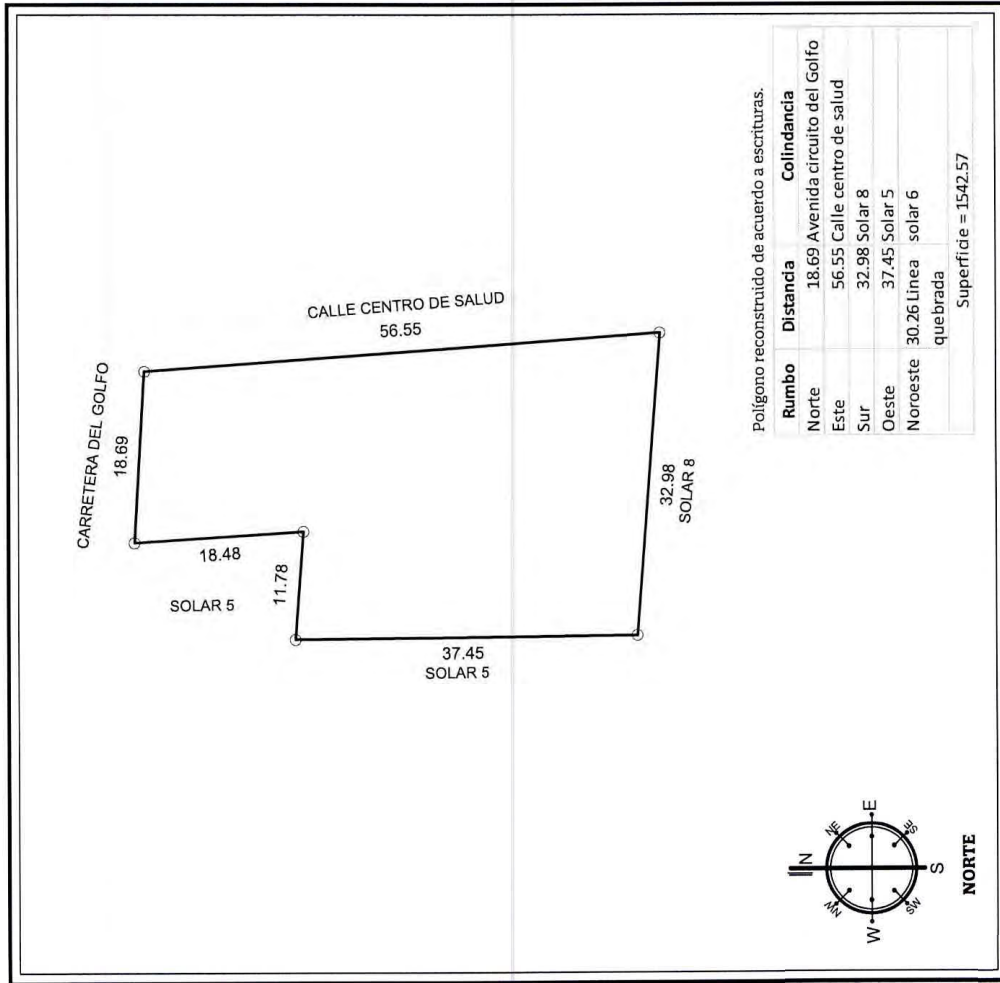 CARRETERA DEL GOLFO
18.69
CALLE CENTRO DE SALUD
56.55
18.48
SOLAR 5
11.78
37.45
SOLAR 5
32.98
SOLAR 8
Polígono reconstruido de acuerdo a escrituras.
Rumbo Distancia Colindancia
Norte 18.69 Avenida circuito del Golfo
Este 56.55 Calle centro de salud
Sur 32.98 Solar 8
Oeste 37.45 Solar 5
Noroeste 30.26 Linea solar 6
quebrada
Superficie = 1542.57
N
NW NE
W E
SW SE
S
NORTE